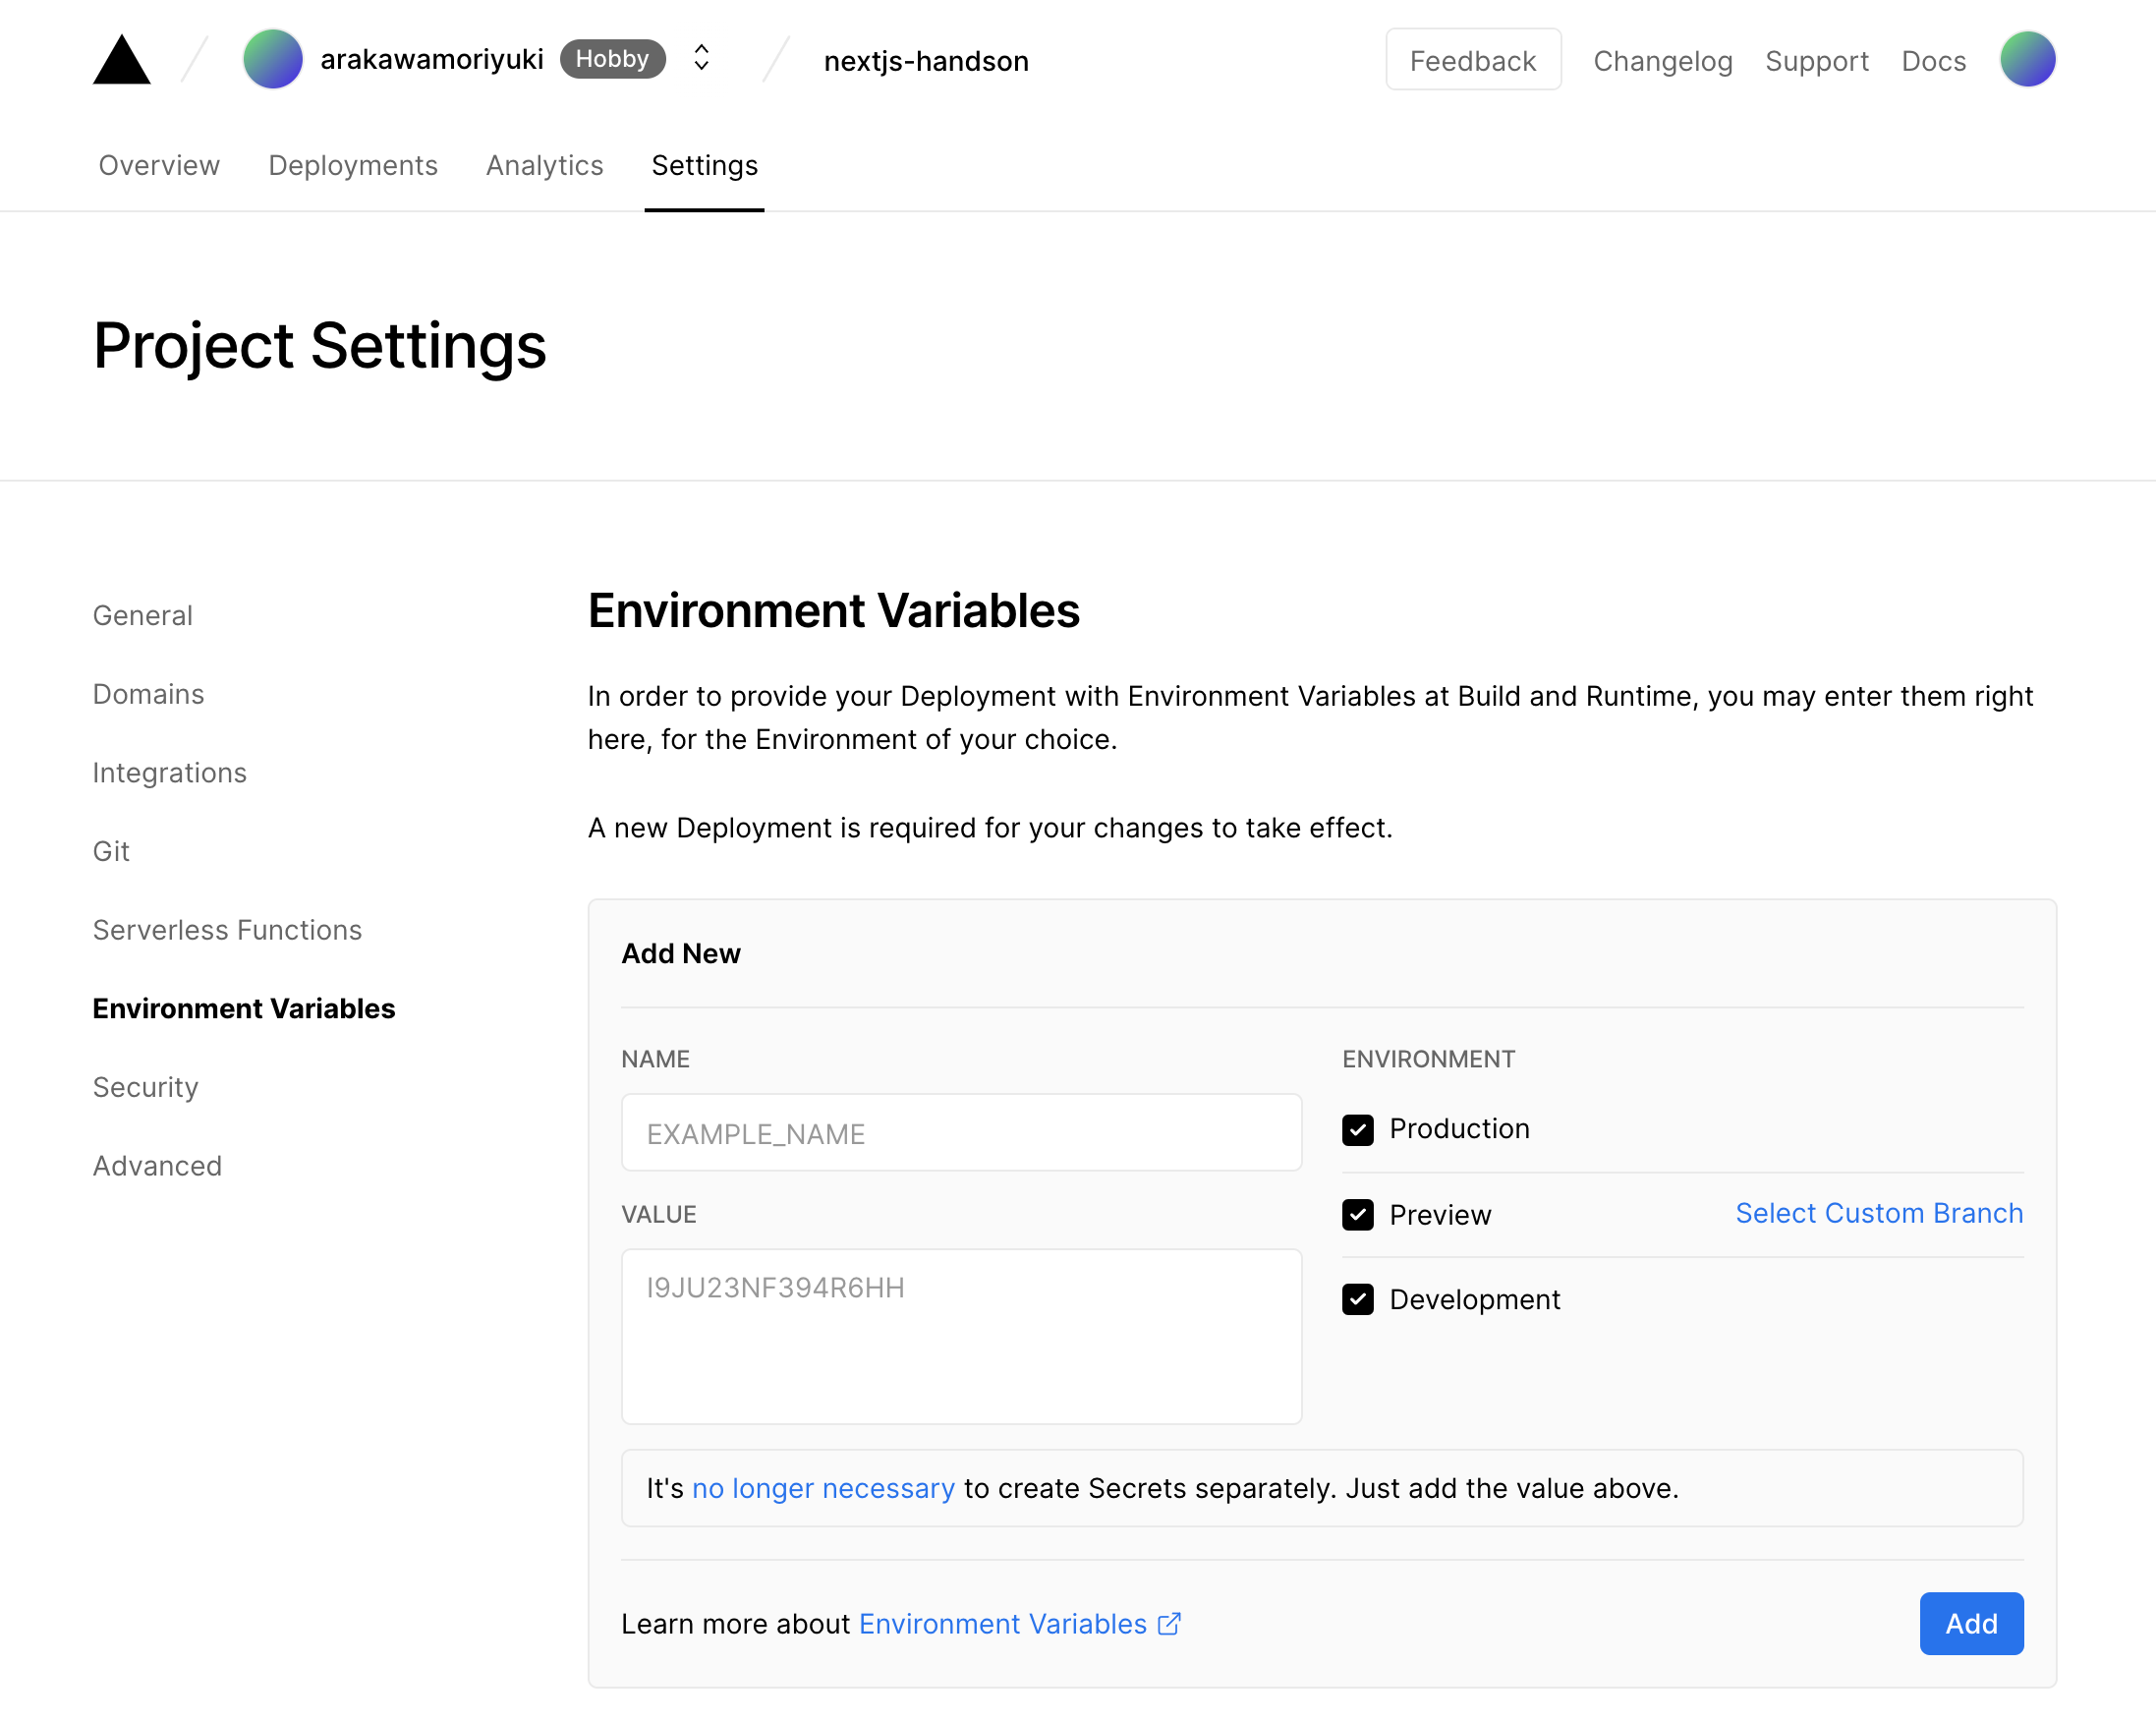 arakawamoriyuki Hobby nextjs-handson Feedback Changelog Support Docs
Overview Deployments Analytics Settings
Project Settings
General
Domains
Integrations
Git
Serverless Functions
Environment Variables
Security
Advanced
Environment Variables
In order to provide your Deployment with Environment Variables at Build and Runtime, you may enter them right
here, for the Environment of your choice.
A new Deployment is required for your changes to take effect.
Add New
NAME
EXAMPLE_NAME
VALUE
I9JU23NF394R6HH
ENVIRONMENT
Production
Preview Select Custom Branch
Development
It's no longer necessary to create Secrets separately. Just add the value above.
Learn more about Environment Variables
Add